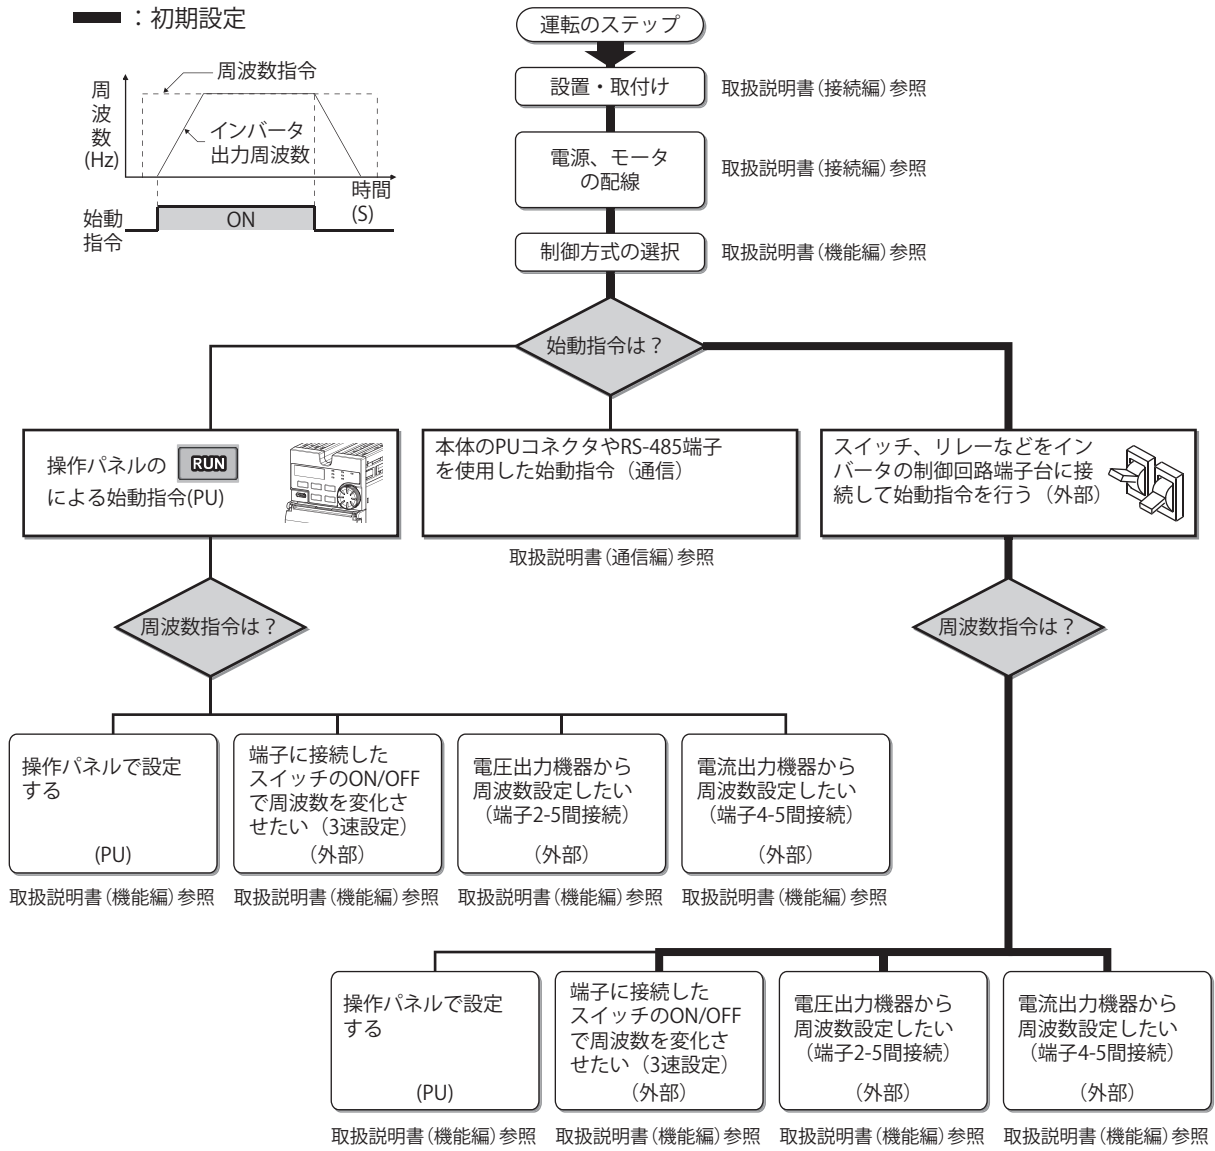 ：初期設定
運転のステップ
周波数指令
周
波
数
(Hz)
インバータ
出力周波数
時間
(S)
始動
指令
ON
設置・取付け
取扱説明書(接続編)参照
電源、モータ
の配線
取扱説明書(接続編)参照
制御方式の選択
取扱説明書(機能編)参照
始動指令は？
操作パネルの RUN
による始動指令(PU)
本体のPUコネクタやRS-485端子
を使用した始動指令（通信）
取扱説明書(通信編)参照
スイッチ、リレーなどをイン
バータの制御回路端子台に接
続して始動指令を行う（外部）
周波数指令は？
周波数指令は？
操作パネルで設定
する
(PU)
取扱説明書(機能編)参照
端子に接続した
スイッチのON/OFF
で周波数を変化さ
せたい（3速設定）
（外部）
取扱説明書(機能編)参照
電圧出力機器から
周波数設定したい
（端子2-5間接続）
（外部）
取扱説明書(機能編)参照
電流出力機器から
周波数設定したい
（端子4-5間接続）
（外部）
取扱説明書(機能編)参照
操作パネルで設定
する
(PU)
取扱説明書(機能編)参照
端子に接続した
スイッチのON/OFF
で周波数を変化さ
せたい（3速設定）
（外部）
取扱説明書(機能編)参照
電圧出力機器から
周波数設定したい
（端子2-5間接続）
（外部）
取扱説明書(機能編)参照
電流出力機器から
周波数設定したい
（端子4-5間接続）
（外部）
取扱説明書(機能編)参照